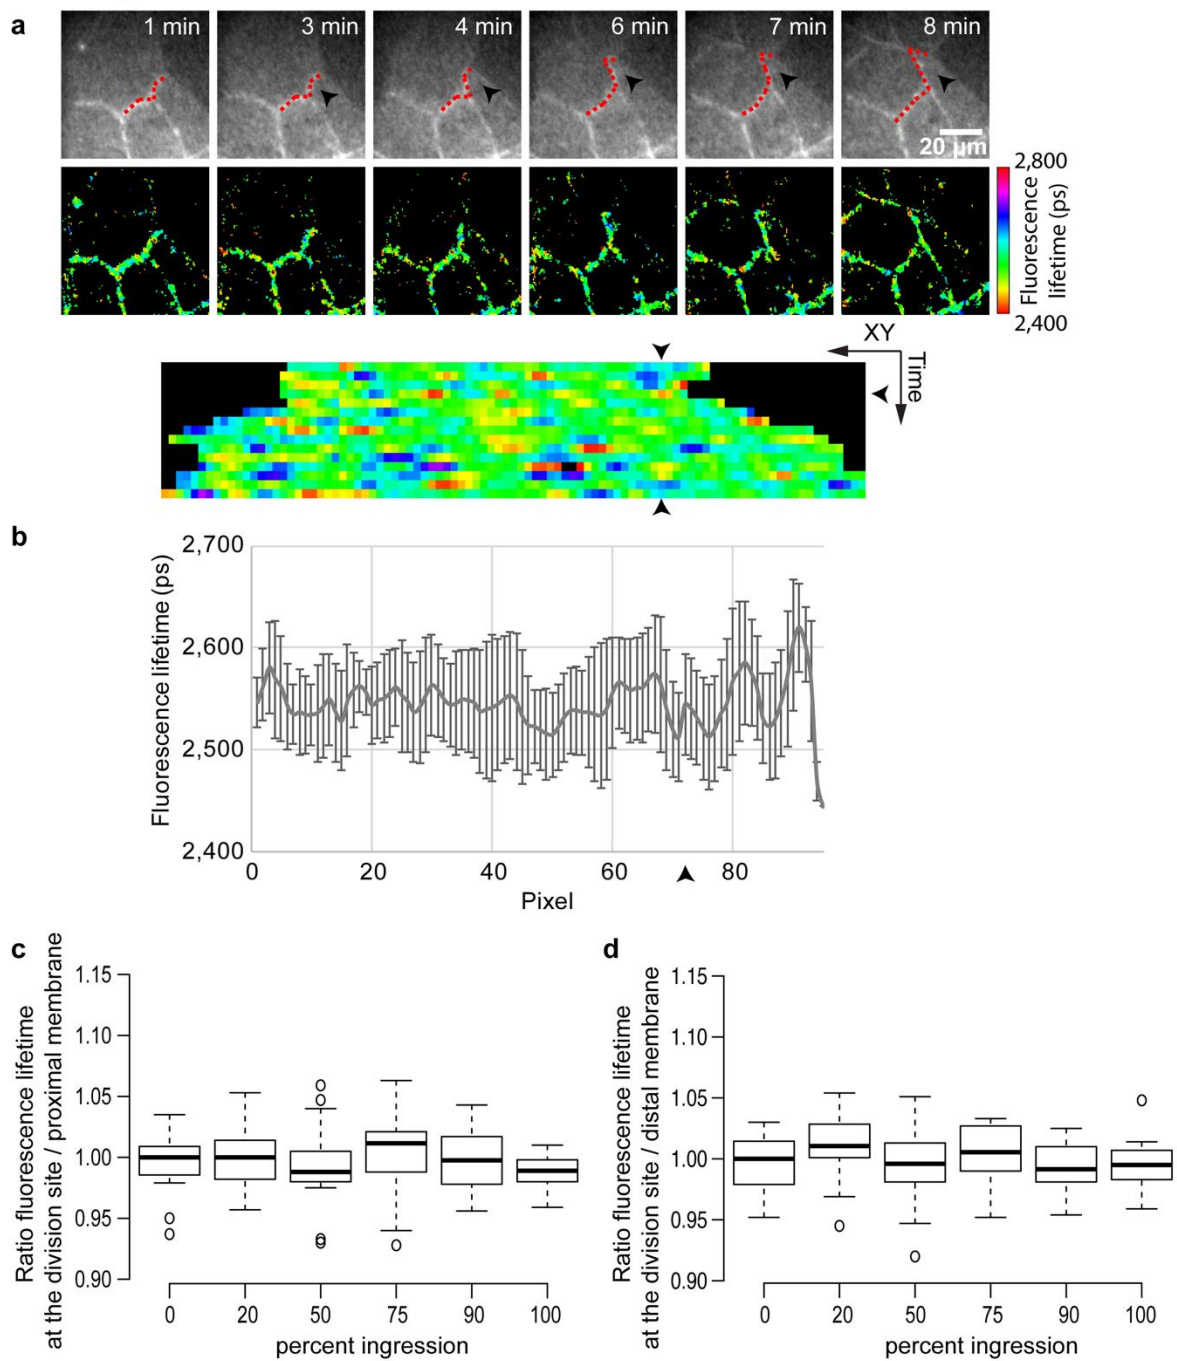 a
1 min
3 min
4 min
6 min
7 min
8 min
20 µm
2,800
Fluorescence
lifetime (ps)
2,400
XY
Time
b
2,700
2,600
2,500
2,400
Fluorescence lifetime (ps)
0
20
40
60
80
Pixel
c
Ratio fluorescence lifetime
at the division site / proximal membrane
1.15
1.10
1.05
1.00
0.95
0.90
0
20
50
75
90
100
percent ingression
d
Ratio fluorescence lifetime
at the division site / distal membrane
1.15
1.10
1.05
1.00
0.95
0.90
0
20
50
75
90
100
percent ingression